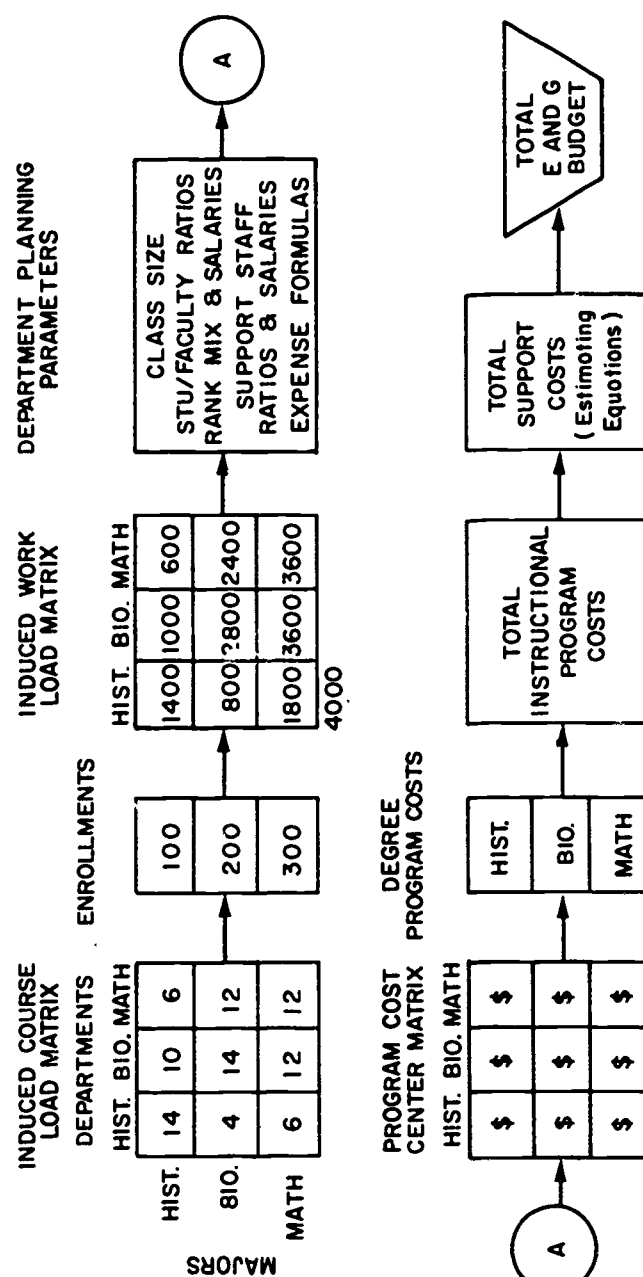 INDUCED COURSE
LOAD MATRIX
DEPARTMENTS
HIST. BIO. MATH
MAJORS
HIST. 14 10 6
BIO. 4 14 12
MATH 6 12 12
ENROLLMENTS
100
200
300
INDUCED WORK
LOAD MATRIX
HIST. BIO. MATH
1400 1000 600
800 2400
1800 3600 3600
4000
DEPARTMENT PLANNING
PARAMETERS
CLASS SIZE
STU/FACULTY RATIOS
RANK MIX & SALARIES
SUPPORT STAFF
RATIOS & SALARIES
EXPENSE FORMULAS
A
A
PROGRAM COST
CENTER MATRIX
HIST. BIO. MATH
$ $ $
$ $ $
$ $ $
DEGREE
PROGRAM COSTS
HIST.
BIO.
MATH
TOTAL
INSTRUCTIONAL
PROGRAM
COSTS
TOTAL
SUPPORT
COSTS
(Estimating
Equations)
TOTAL
E AND G
BUDGET